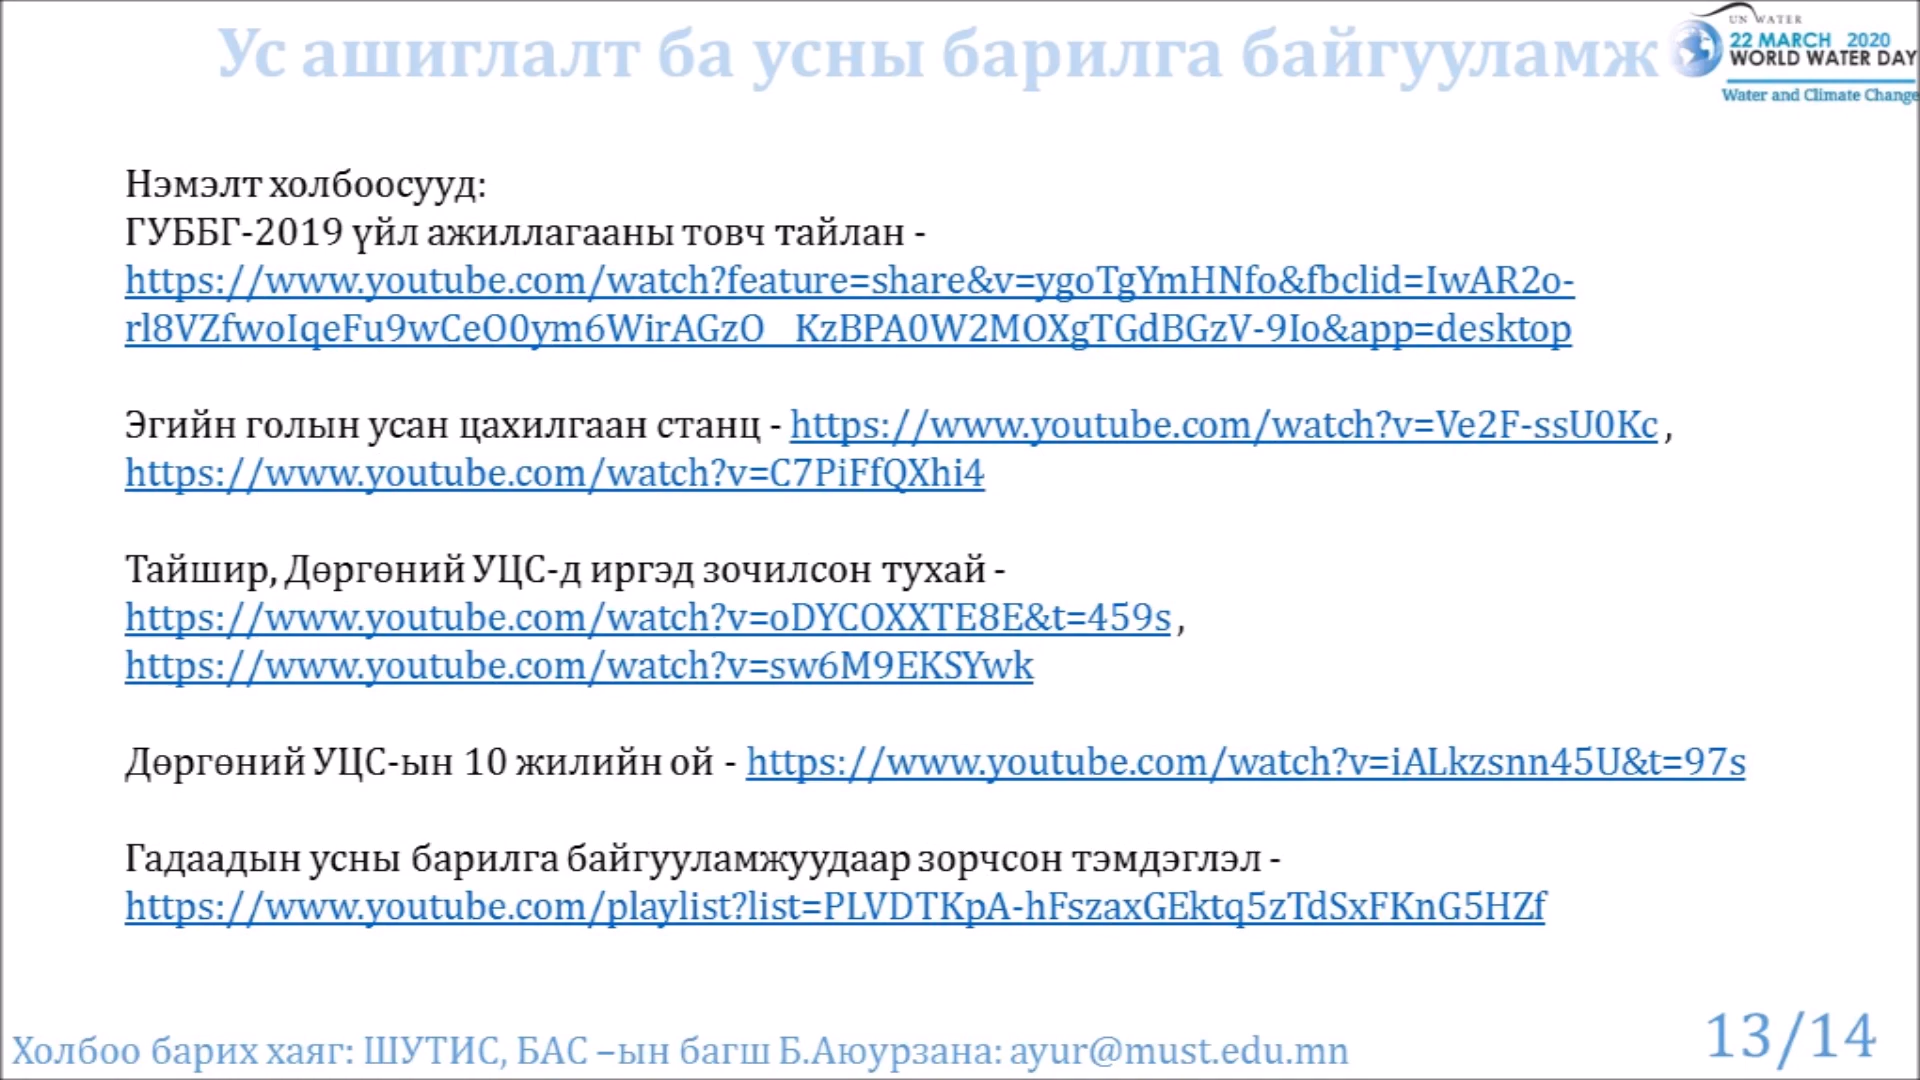 Ус ашиглалт ба усны барилга байгууламж
UN WATER
22 MARCH 2020
WORLD WATER DAY
Water and Climate Change
Нэмэлт холбоосууд:
ГУББГ-2019 үйл ажиллагааны товч тайлан -
https://www.youtube.com/watch?feature=share&v=ygoTgYmHNfo&fbclid=IwAR2o-
rl8VZfwoIqeFu9wCeO0ym6WirAGzO_KzBPA0W2MOXgTGdBGzV-9Io&app=desktop
Эгийн голын усан цахилгаан станц - https://www.youtube.com/watch?v=Ve2F-ssU0Kc ,
https://www.youtube.com/watch?v=C7PiFfQXhi4
Тайшир, Дөргөний УЦС-д иргэд зочилсон тухай -
https://www.youtube.com/watch?v=oDYCOXXTE8E&t=459s ,
https://www.youtube.com/watch?v=sw6M9EKSYwk
Дөргөний УЦС-ын 10 жилийн ой - https://www.youtube.com/watch?v=iALkzsnn45U&t=97s
Гадаадын усны барилга байгууламжуудаар зорчсон тэмдэглэл -
https://www.youtube.com/playlist?list=PLVDTKpA-hFszaxGEktq5zTdSxFKnG5HZf
Холбоо барих хаяг: ШУТИС, БАС –ын багш Б.Аюурзана: ayur@must.edu.mn
13/14